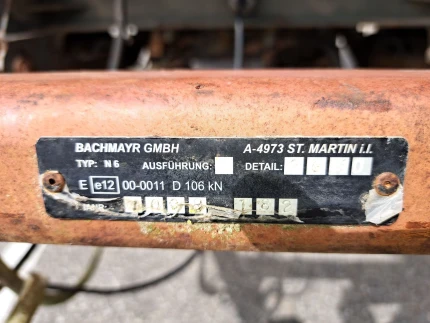 BACHMAYR GMBH A-4973 ST. MARTIN i.I.
TYP: N 6 AUSFÜHRUNG: DETAIL:
E e12 00-0011 D 106 kN